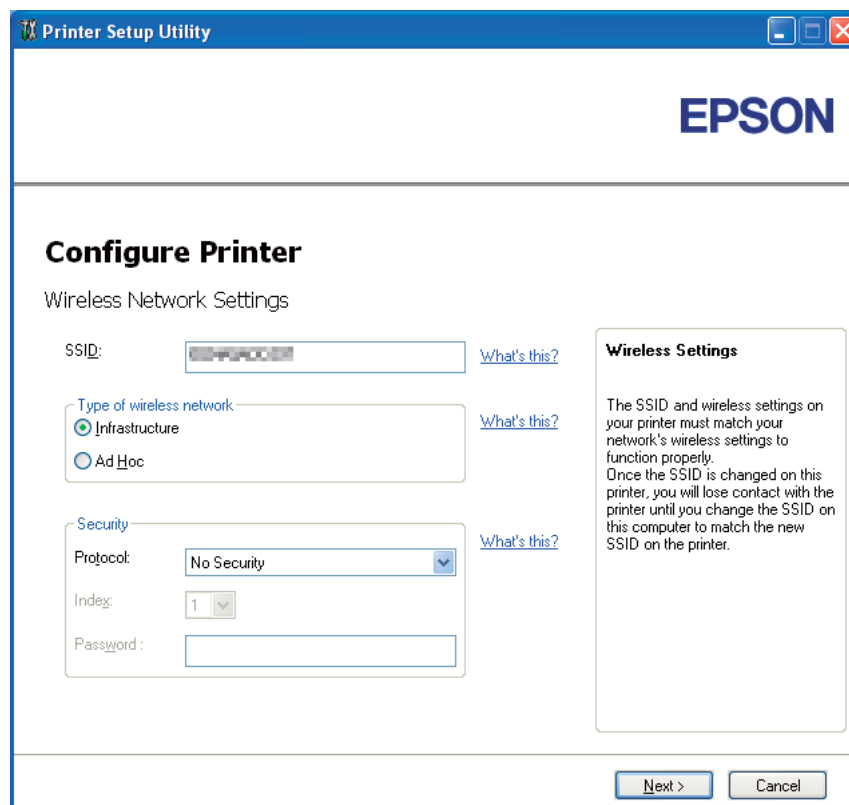 Printer Setup Utility
EPSON
Configure Printer
Wireless Network Settings
SSID:
What's this?
Type of wireless network
Infrastructure
Ad Hoc
What's this?
Security
Protocol:
No Security
What's this?
Index:
1
Password :
Wireless Settings
The SSID and wireless settings on
your printer must match your
network's wireless settings to
function properly.
Once the SSID is changed on this
printer, you will lose contact with the
printer until you change the SSID on
this computer to match the new
SSID on the printer.
Next >
Cancel